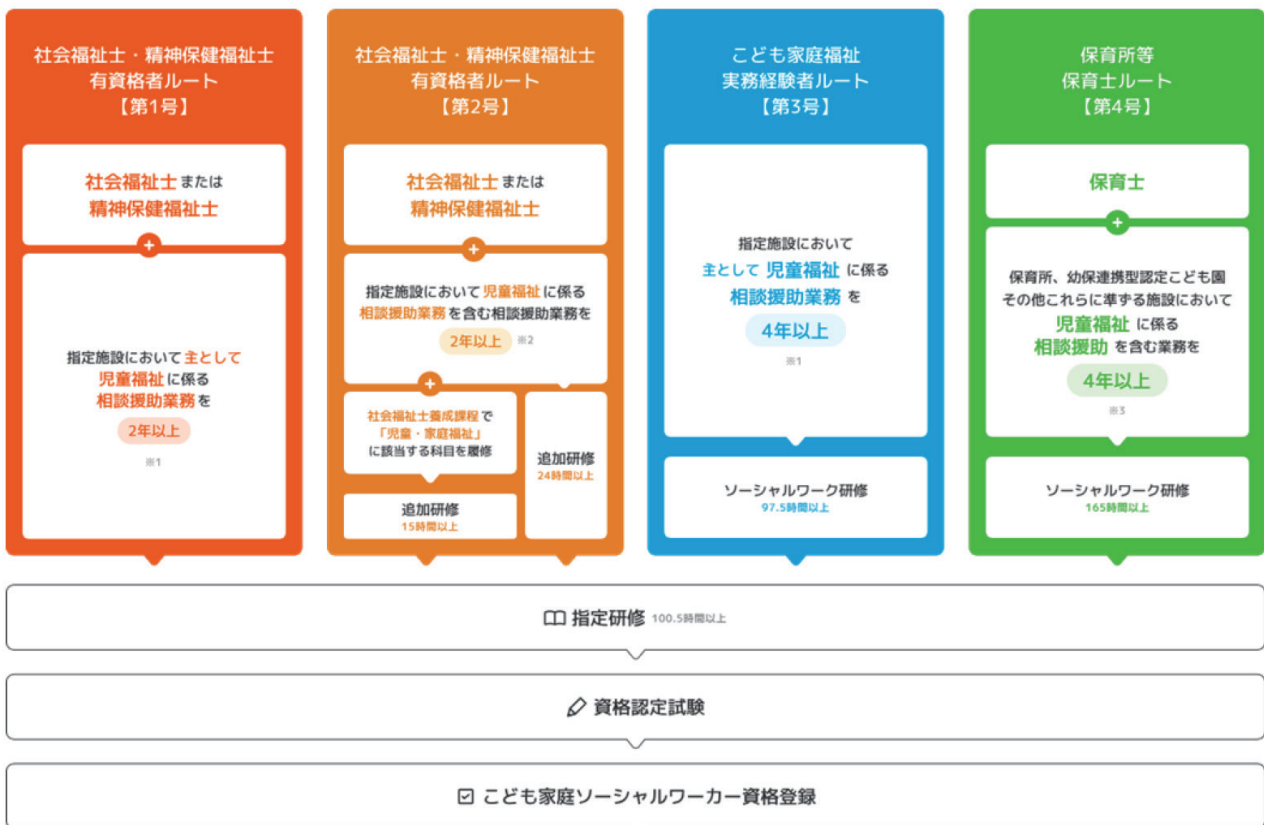 社会福祉士・精神保健福祉士
有資格者ルート
【第1号】
社会福祉士 または
精神保健福祉士
+
指定施設において 主として
児童福祉 に係る
相談援助業務 を
2年以上
※1
社会福祉士・精神保健福祉士
有資格者ルート
【第2号】
社会福祉士 または
精神保健福祉士
+
指定施設において 児童福祉 に係る
相談援助業務 を含む相談援助業務を
2年以上 ※2
+
社会福祉士養成課程 で
「児童・家庭福祉」
に該当する科目を履修
追加研修
15時間以上
追加研修
24時間以上
こども家庭福祉
実務経験者ルート
【第3号】
指定施設において
主として 児童福祉 に係る
相談援助業務 を
4年以上
※1
ソーシャルワーク研修
97.5時間以上
保育所等
保育士ルート
【第4号】
保育士
+
保育所、幼保連携型認定こども園
その他これらに準ずる施設において
児童福祉 に係る
相談援助 を含む業務を
4年以上
※3
ソーシャルワーク研修
165時間以上
指定研修 100.5時間以上
資格認定試験
こども家庭ソーシャルワーカー資格登録